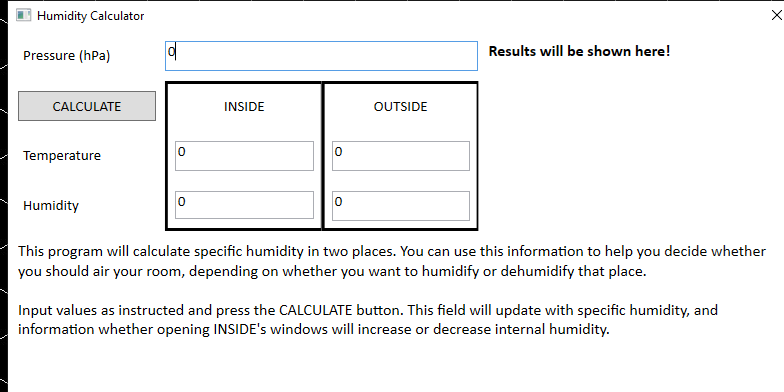 Humidity Calculator
Pressure (hPa)
0
Results will be shown here!
CALCULATE
INSIDE
OUTSIDE
Temperature
0
0
Humidity
0
0
This program will calculate specific humidity in two places. You can use this information to help you decide whether
you should air your room, depending on whether you want to humidify or dehumidify that place.
Input values as instructed and press the CALCULATE button. This field will update with specific humidity, and
information whether opening INSIDE's windows will increase or decrease internal humidity.